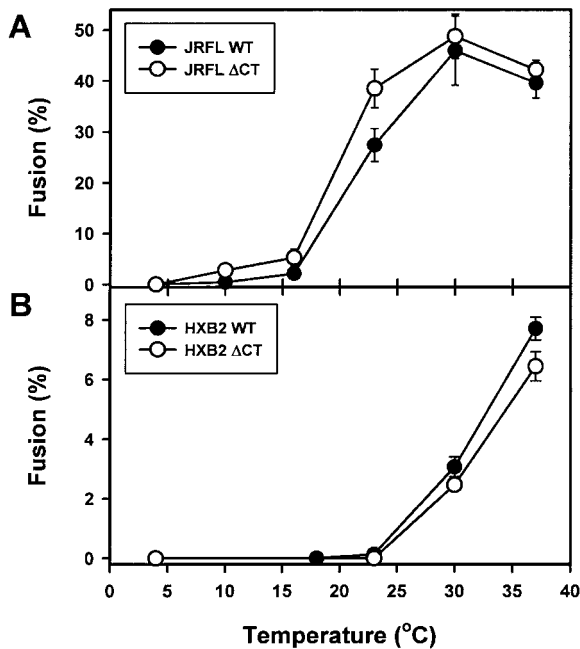 A
JRFL WT
JRFL ΔCT
50
40
30
20
10
0
Fusion (%)
B
HXB2 WT
HXB2 ΔCT
8
6
4
2
0
Fusion (%)
0 5 10 15 20 25 30 35 40
Temperature (°C)